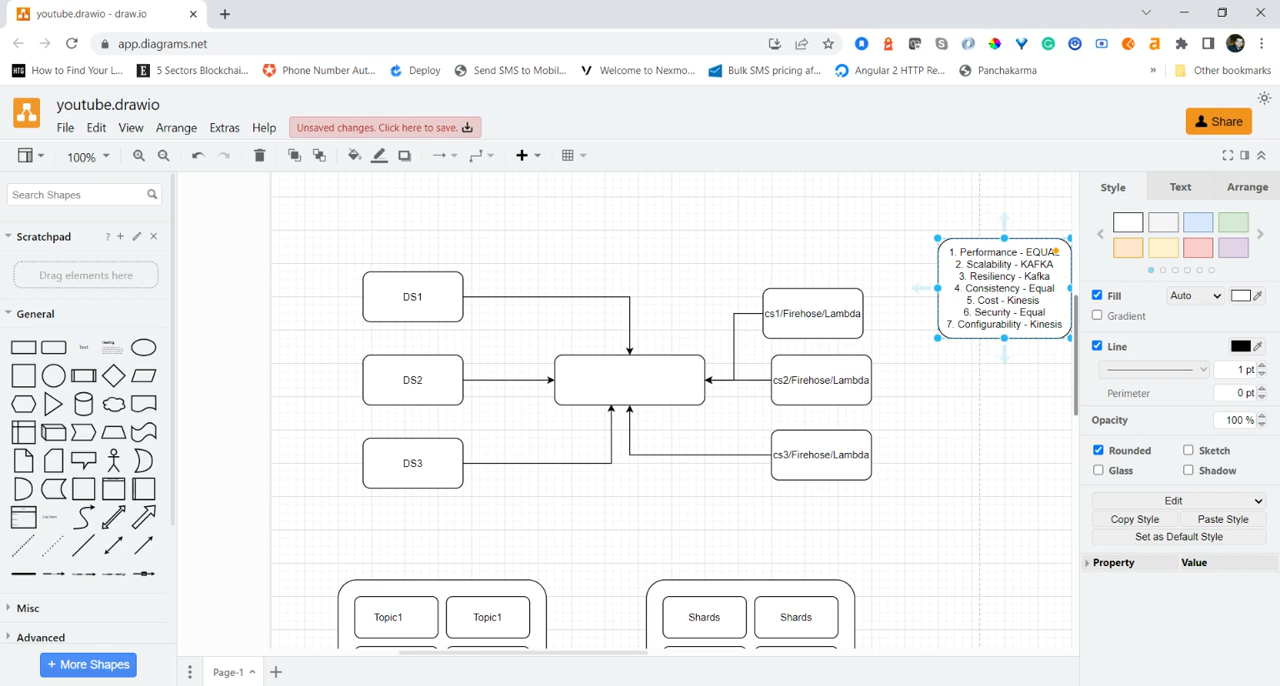 youtube.drawio - draw.io
app.diagrams.net
How to Find Your L...
5 Sectors Blockchai...
Phone Number Aut...
Deploy
Send SMS to Mobil...
Welcome to Nexmo...
Bulk SMS pricing af...
Angular 2 HTTP Re...
Panchakarma
»
Other bookmarks
youtube.drawio
File
Edit
View
Arrange
Extras
Help
Unsaved changes. Click here to save.
Share
100%
Search Shapes
Scratchpad
?
Drag elements here
General
Text
Heading
List Item
Misc
Advanced
+ More Shapes
DS1
DS2
DS3
cs1/Firehose/Lambda
cs2/Firehose/Lambda
cs3/Firehose/Lambda
1. Performance - EQUAL
2. Scalability - KAFKA
3. Resiliency - Kafka
4. Consistency - Equal
5. Cost - Kinesis
6. Security - Equal
7. Configurability - Kinesis
Topic1
Topic1
Shards
Shards
Page-1
Style
Text
Arrange
Fill
Auto
Gradient
Line
1 pt
Perimeter
0 pt
Opacity
100 %
Rounded
Sketch
Glass
Shadow
Edit
Copy Style
Paste Style
Set as Default Style
Property
Value